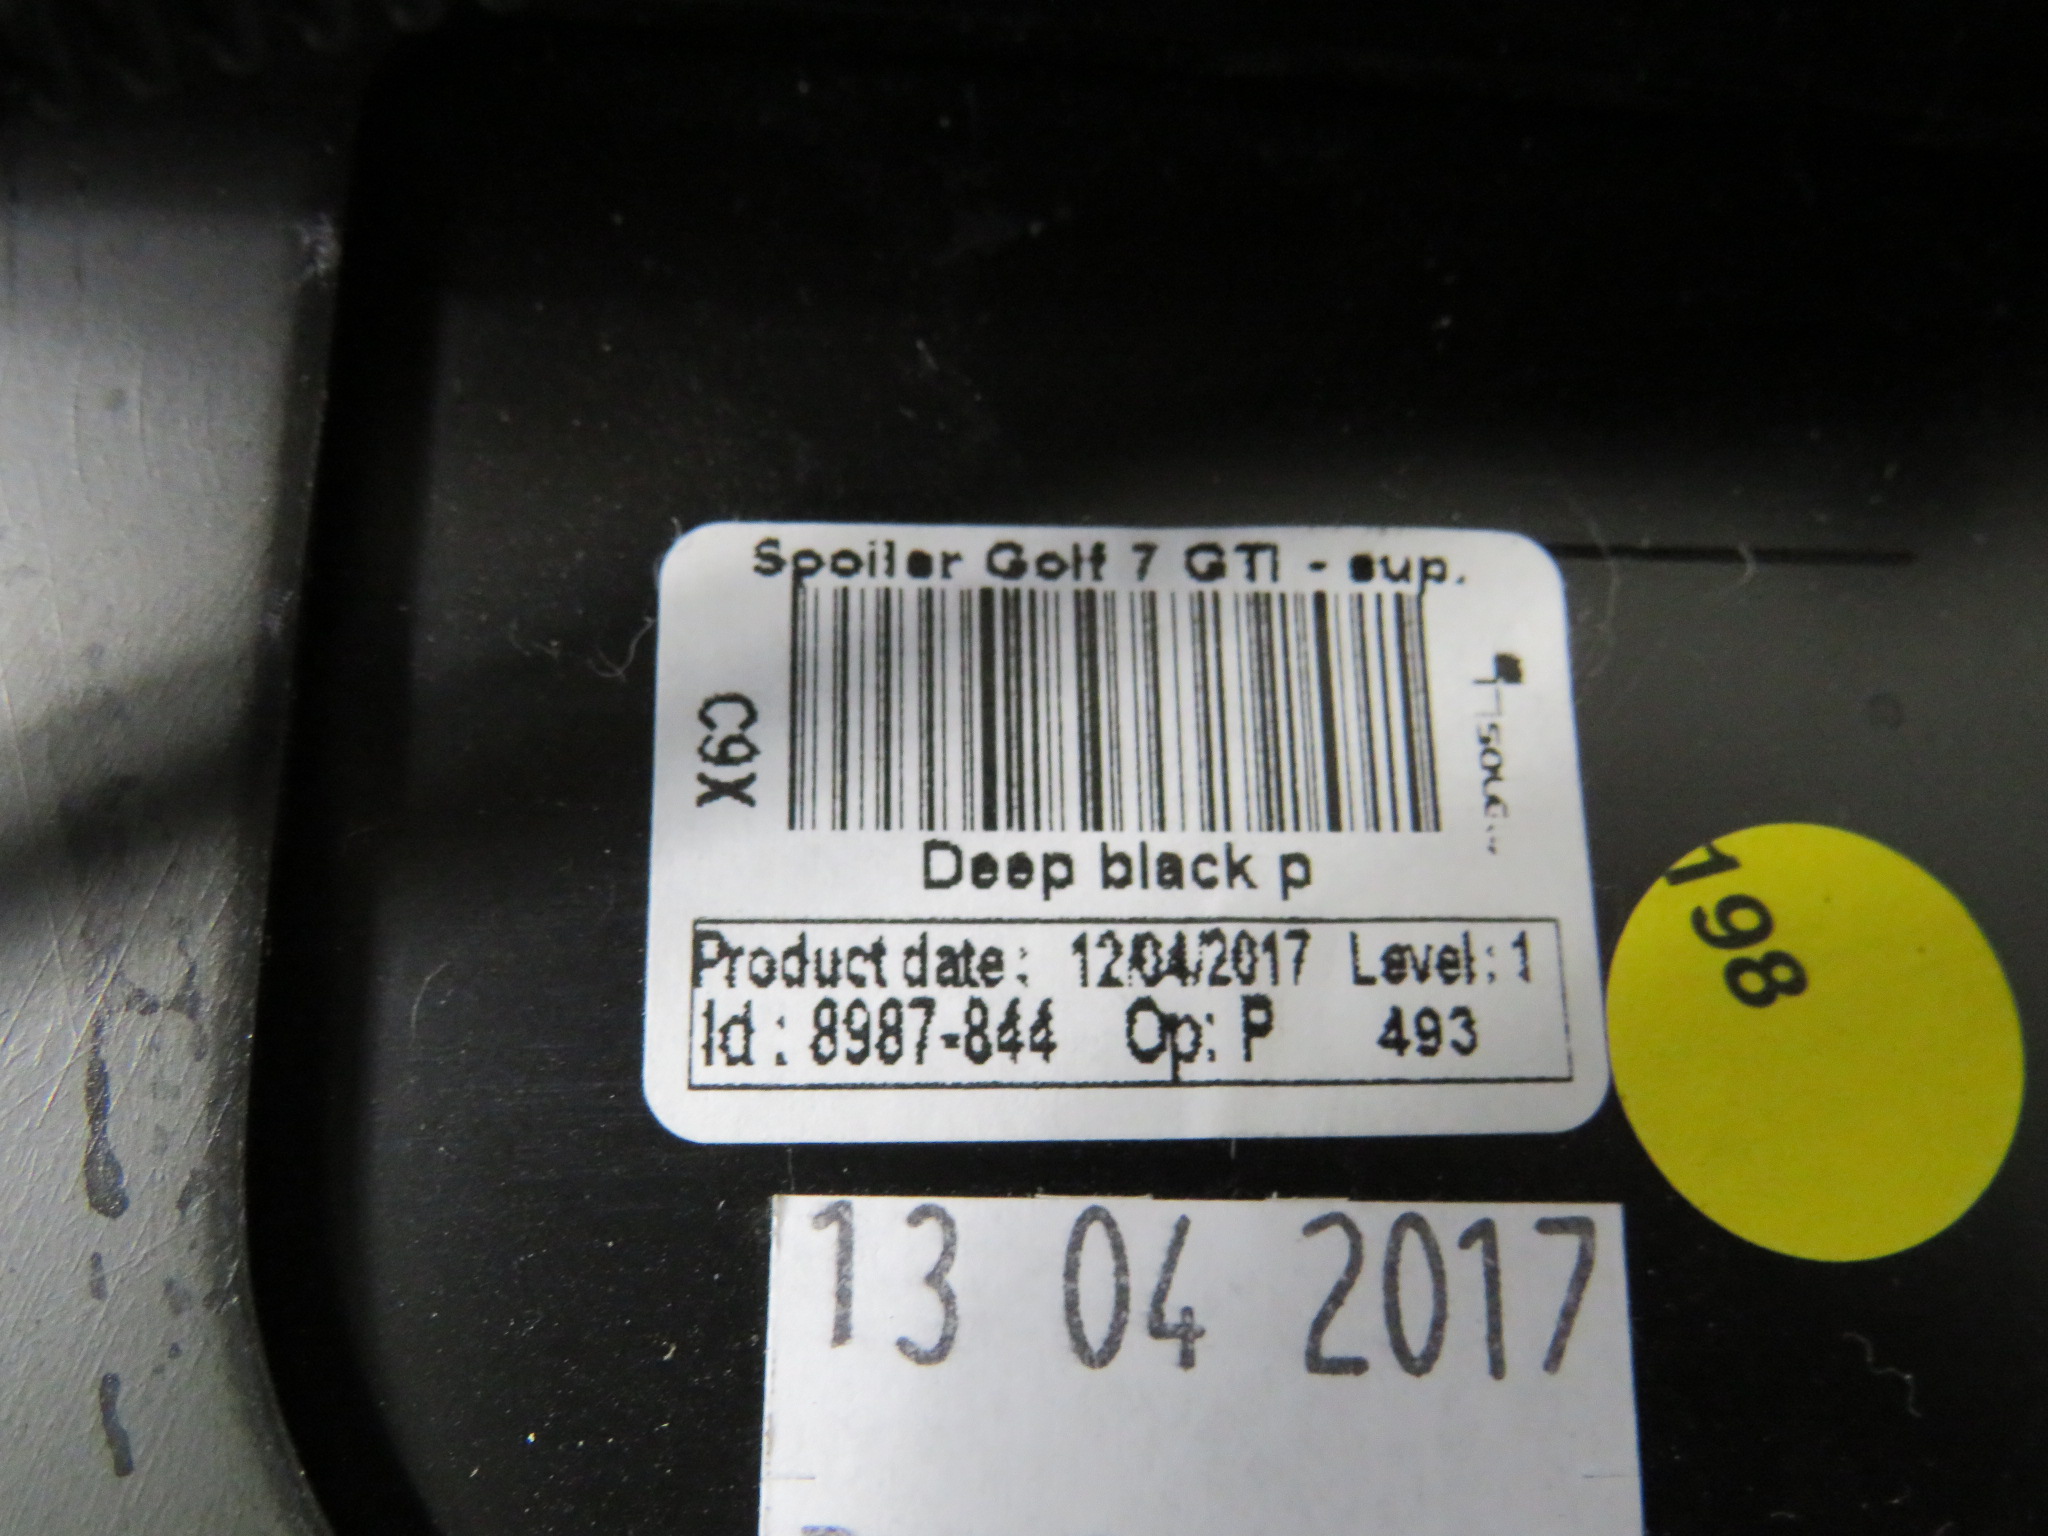 Spoiler Golf 7 GTI - sup.
C9X
Deep black p
Product date: 12/04/2017 Level: 1
Id: 8987-844 Op: P 493
198
13 04 2017